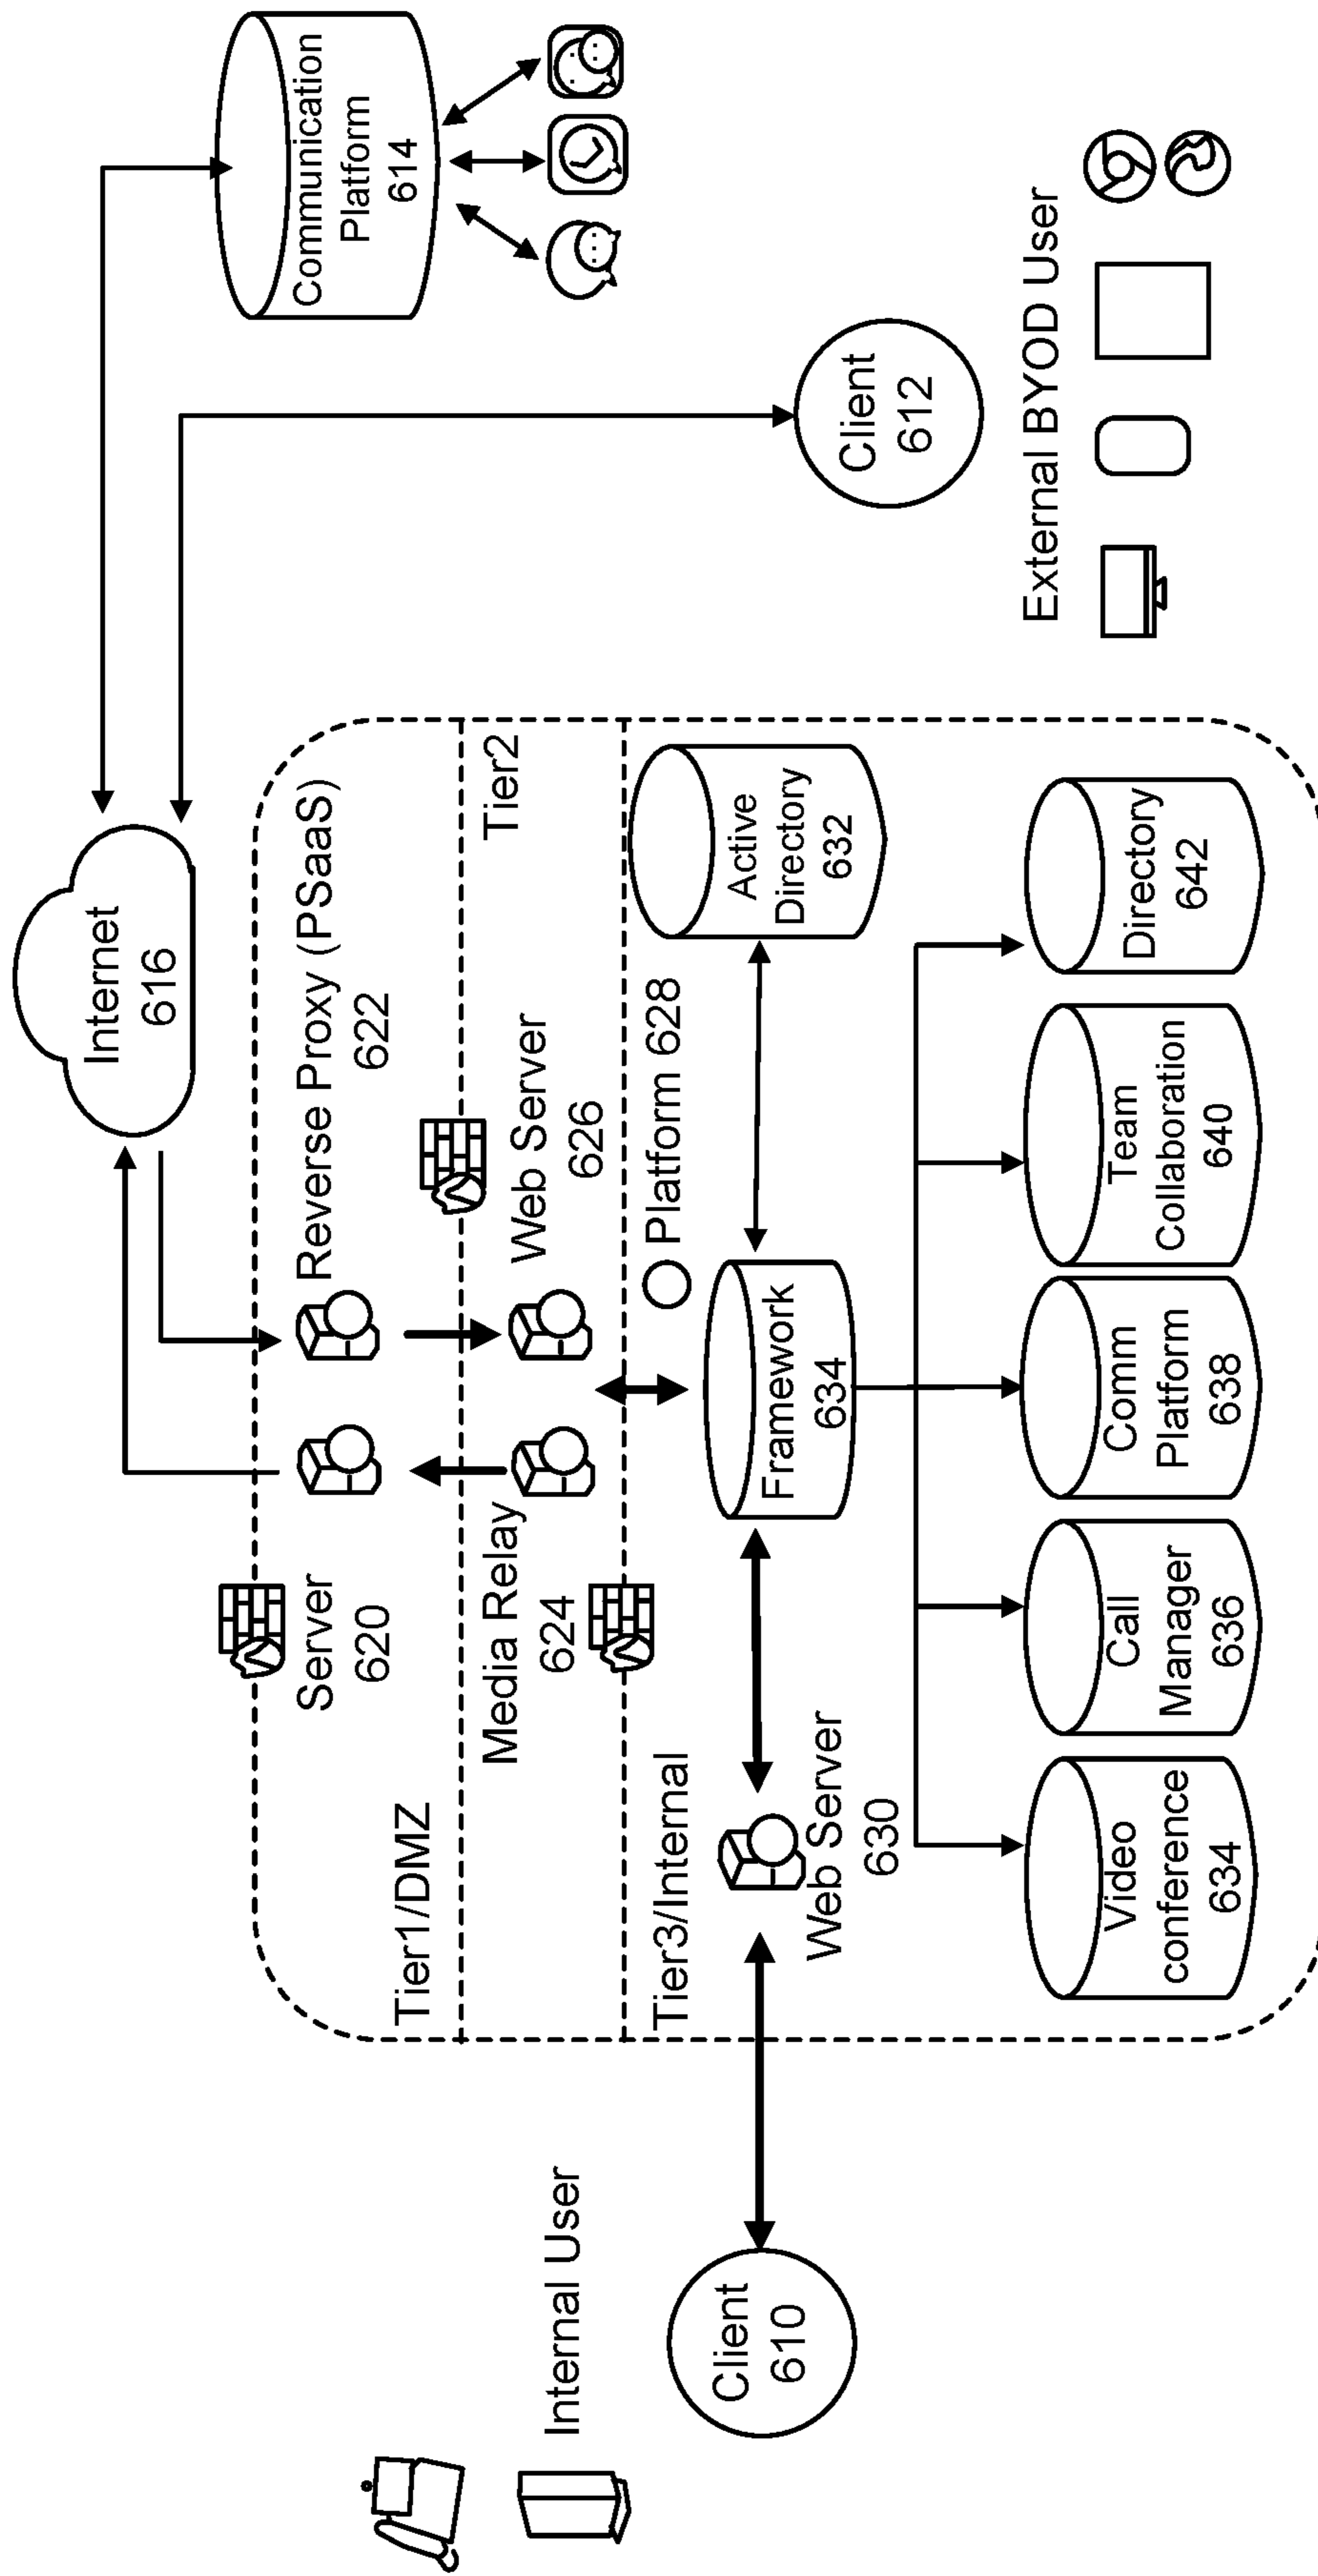 Internet
616
Communication
Platform
614
Server
620
Reverse Proxy (PSaaS)
622
Tier1/DMZ
Tier2
Media Relay
624
Web Server
626
Tier3/Internal
Platform 628
Internal User
Client
610
Web Server
630
Framework
634
Active
Directory
632
Client
612
External BYOD User
Video
conference
634
Call
Manager
636
Comm
Platform
638
Team
Collaboration
640
Directory
642